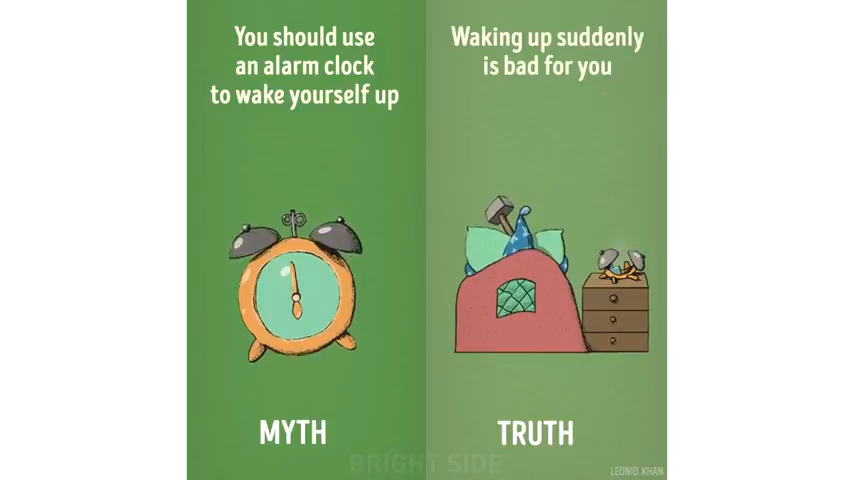 You should use
an alarm clock
to wake yourself up
MYTH
Waking up suddenly
is bad for you
TRUTH
BRIGHT SIDE
LEONID KHAN